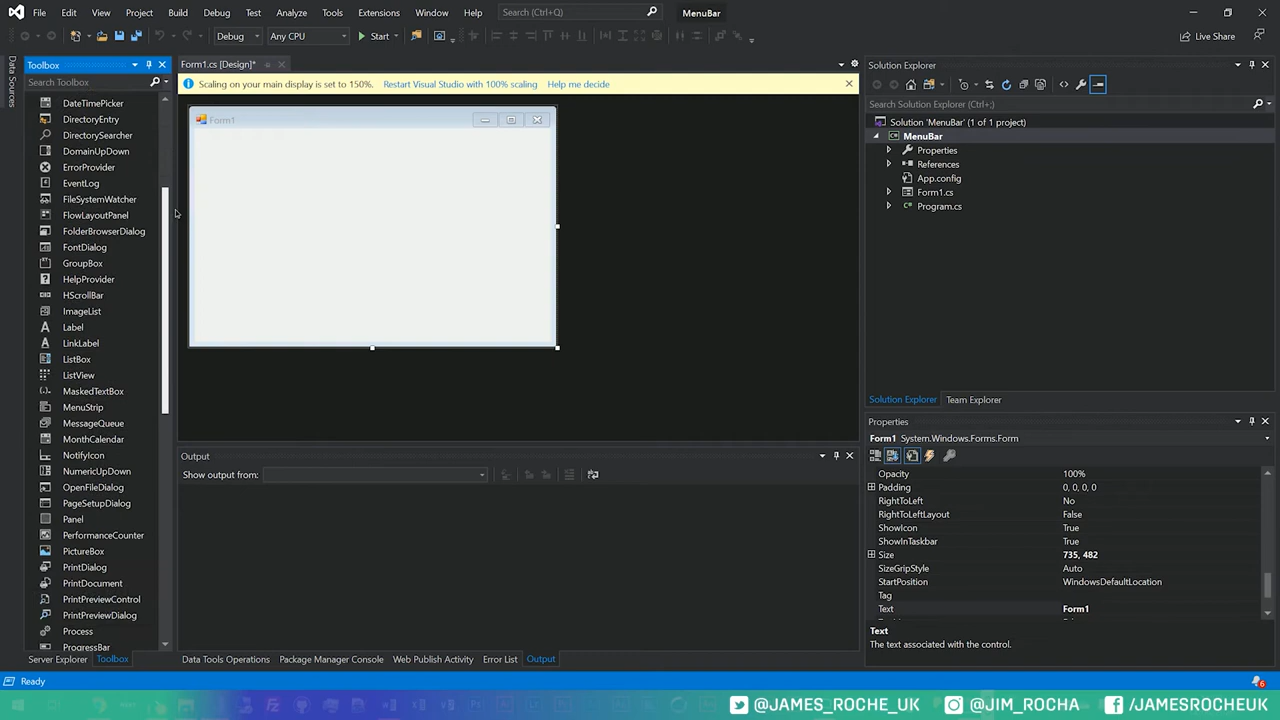 File Edit View Project Build Debug Test Analyze Tools Extensions Window Help Search (Ctrl+Q) MenuBar
Debug Any CPU Start Live Share
Data Sources
Toolbox
Search Toolbox
DateTimePicker
DirectoryEntry
DirectorySearcher
DomainUpDown
ErrorProvider
EventLog
FileSystemWatcher
FlowLayoutPanel
FolderBrowserDialog
FontDialog
GroupBox
HelpProvider
HScrollBar
ImageList
Label
LinkLabel
ListBox
ListView
MaskedTextBox
MenuStrip
MessageQueue
MonthCalendar
NotifyIcon
NumericUpDown
OpenFileDialog
PageSetupDialog
Panel
PerformanceCounter
PictureBox
PrintDialog
PrintDocument
PrintPreviewControl
PrintPreviewDialog
Process
ProgressBar
Server Explorer Toolbox
Form1.cs [Design]*
Scaling on your main display is set to 150%. Restart Visual Studio with 100% scaling Help me decide
Form1
Output
Show output from:
Data Tools Operations Package Manager Console Web Publish Activity Error List Output
Solution Explorer
Search Solution Explorer (Ctrl+;)
Solution 'MenuBar' (1 of 1 project)
MenuBar
Properties
References
App.config
Form1.cs
Program.cs
Solution Explorer Team Explorer
Properties
Form1 System.Windows.Forms.Form
Opacity 100%
Padding 0, 0, 0, 0
RightToLeft No
RightToLeftLayout False
ShowIcon True
ShowInTaskbar True
Size 735, 482
SizeGripStyle Auto
StartPosition WindowsDefaultLocation
Tag
Text Form1
Text
The text associated with the control.
Ready 6
@JAMES_ROCHE_UK @JIM_ROCHA JAMESROCHEUK